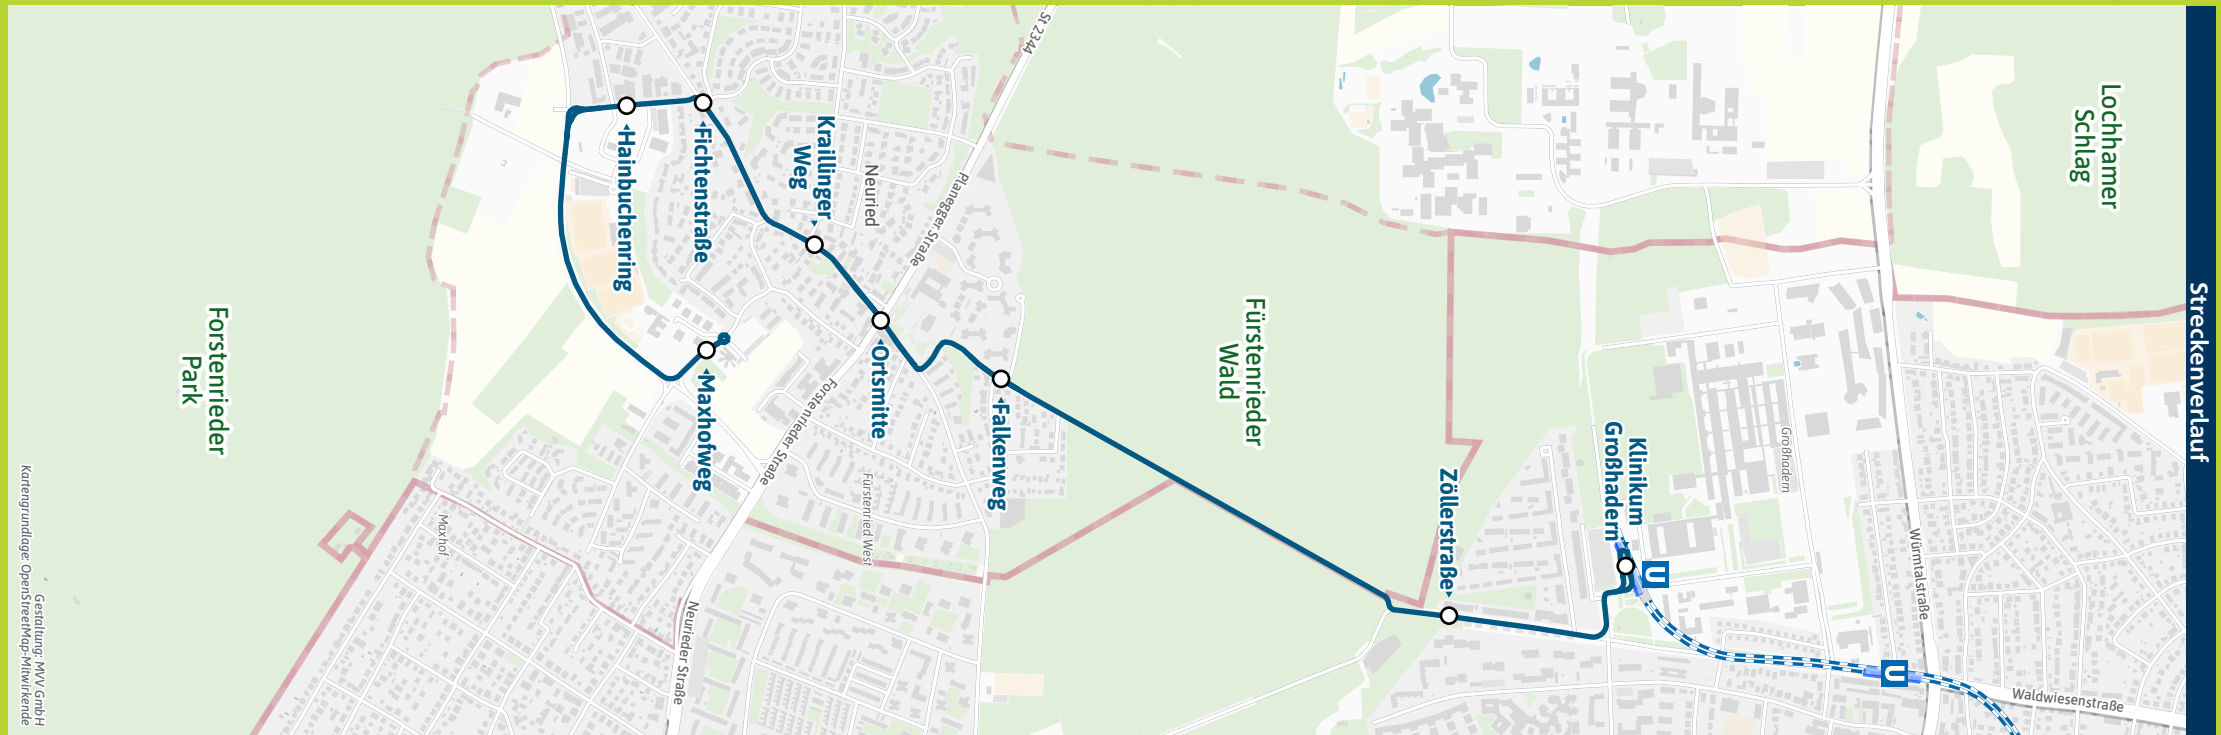 Streckenverlauf
Lochhamer
Schlag
Würmtalstraße
Waldwiesenstraße
Großhadern
U
U
Klinikum
Großhadern
Zöllerstraße
Fürstenrieder
Wald
St 2344
Planegger Straße
Falkenweg
Ortsmitte
Neuried
Kraillinger
Weg
Fichtenstraße
Hainbuchenring
Maxhofweg
Forstenrieder Straße
Fürstenried West
Neurieder Straße
Maxhof
Forstenrieder
Park
Gestaltung: MVV GmbH
Kartengrundlage: OpenStreetMap-Mitwirkende